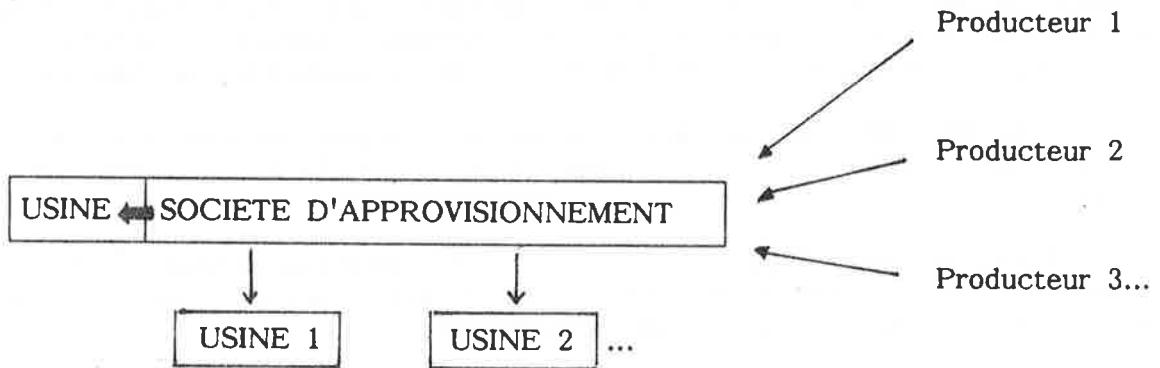 Producteur 1
Producteur 2
USINE SOCIETE D'APPROVISIONNEMENT
Producteur 3...
USINE 1 USINE 2 ...